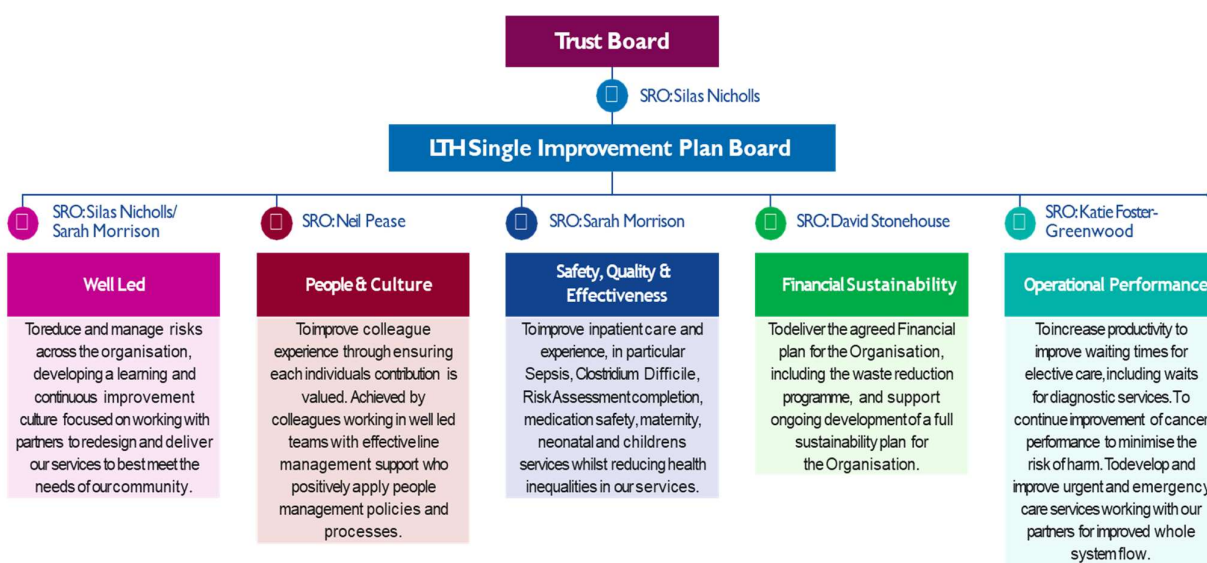 Trust Board
SRO: Silas Nicholls
LTH Single Improvement Plan Board
SRO: Silas Nicholls/
Sarah Morrison
Well Led
To reduce and manage risks
across the organisation,
developing a learning and
continuous improvement
culture focused on working with
partners to redesign and deliver
our services to best meet the
needs of our community.
SRO: Neil Pease
People & Culture
To improve colleague
experience through ensuring
each individuals contribution is
valued. Achieved by
colleagues working in well led
teams with effective line
management support who
positively apply people
management policies and
processes.
SRO: Sarah Morrison
Safety, Quality &
Effectiveness
To improve inpatient care and
experience, in particular
Sepsis, Clostridium Difficile,
Risk Assessment completion,
medication safety, maternity,
neonatal and childrens
services whilst reducing health
inequalities in our services.
SRO: David Stonehouse
Financial Sustainability
To deliver the agreed Financial
plan for the Organisation,
including the waste reduction
programme, and support
ongoing development of a full
sustainability plan for
the Organisation.
SRO: Katie Foster-
Greenwood
Operational Performance
To increase productivity to
improve waiting times for
elective care, including waits
for diagnostic services. To
continue improvement of cancer
performance to minimise the
risk of harm. To develop and
improve urgent and emergency
care services working with our
partners for improved whole
system flow.